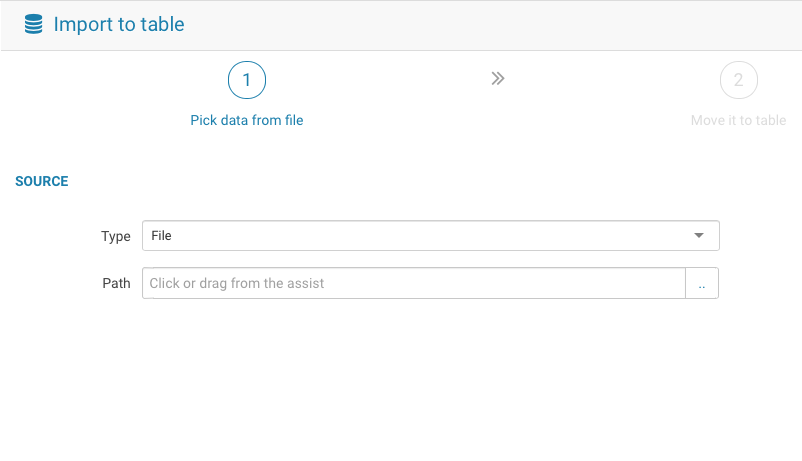 Import to table
1
2
Pick data from file
Move it to table
SOURCE
Type File
Path Click or drag from the assist ..